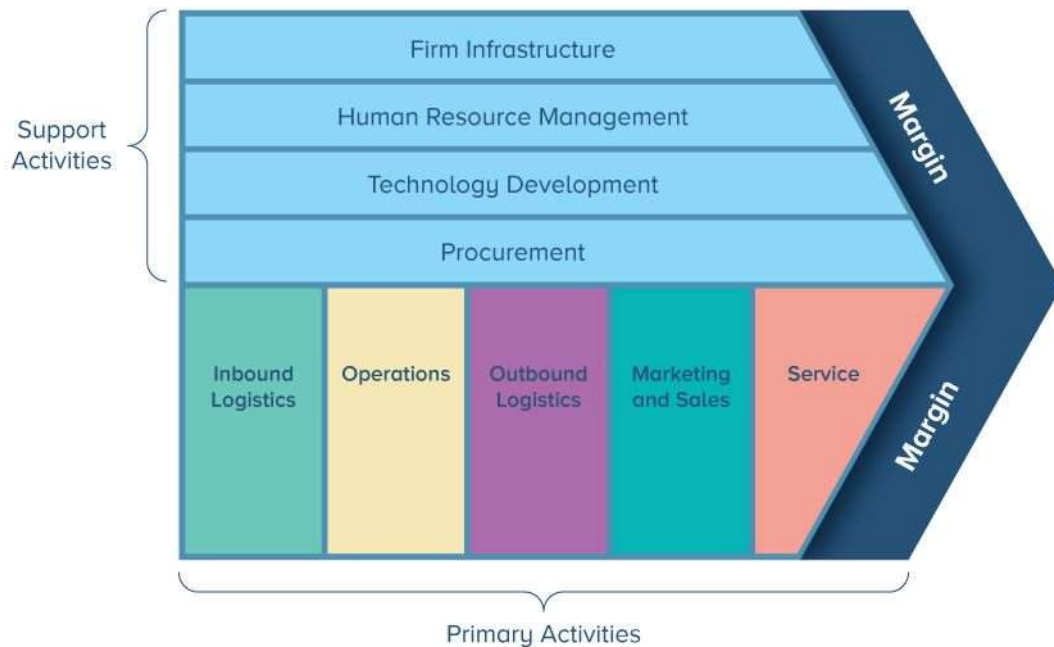 Support
Activities
Firm Infrastructure
Human Resource Management
Technology Development
Procurement
Inbound
Logistics
Operations
Outbound
Logistics
Marketing
and Sales
Service
Margin
Margin
Primary Activities